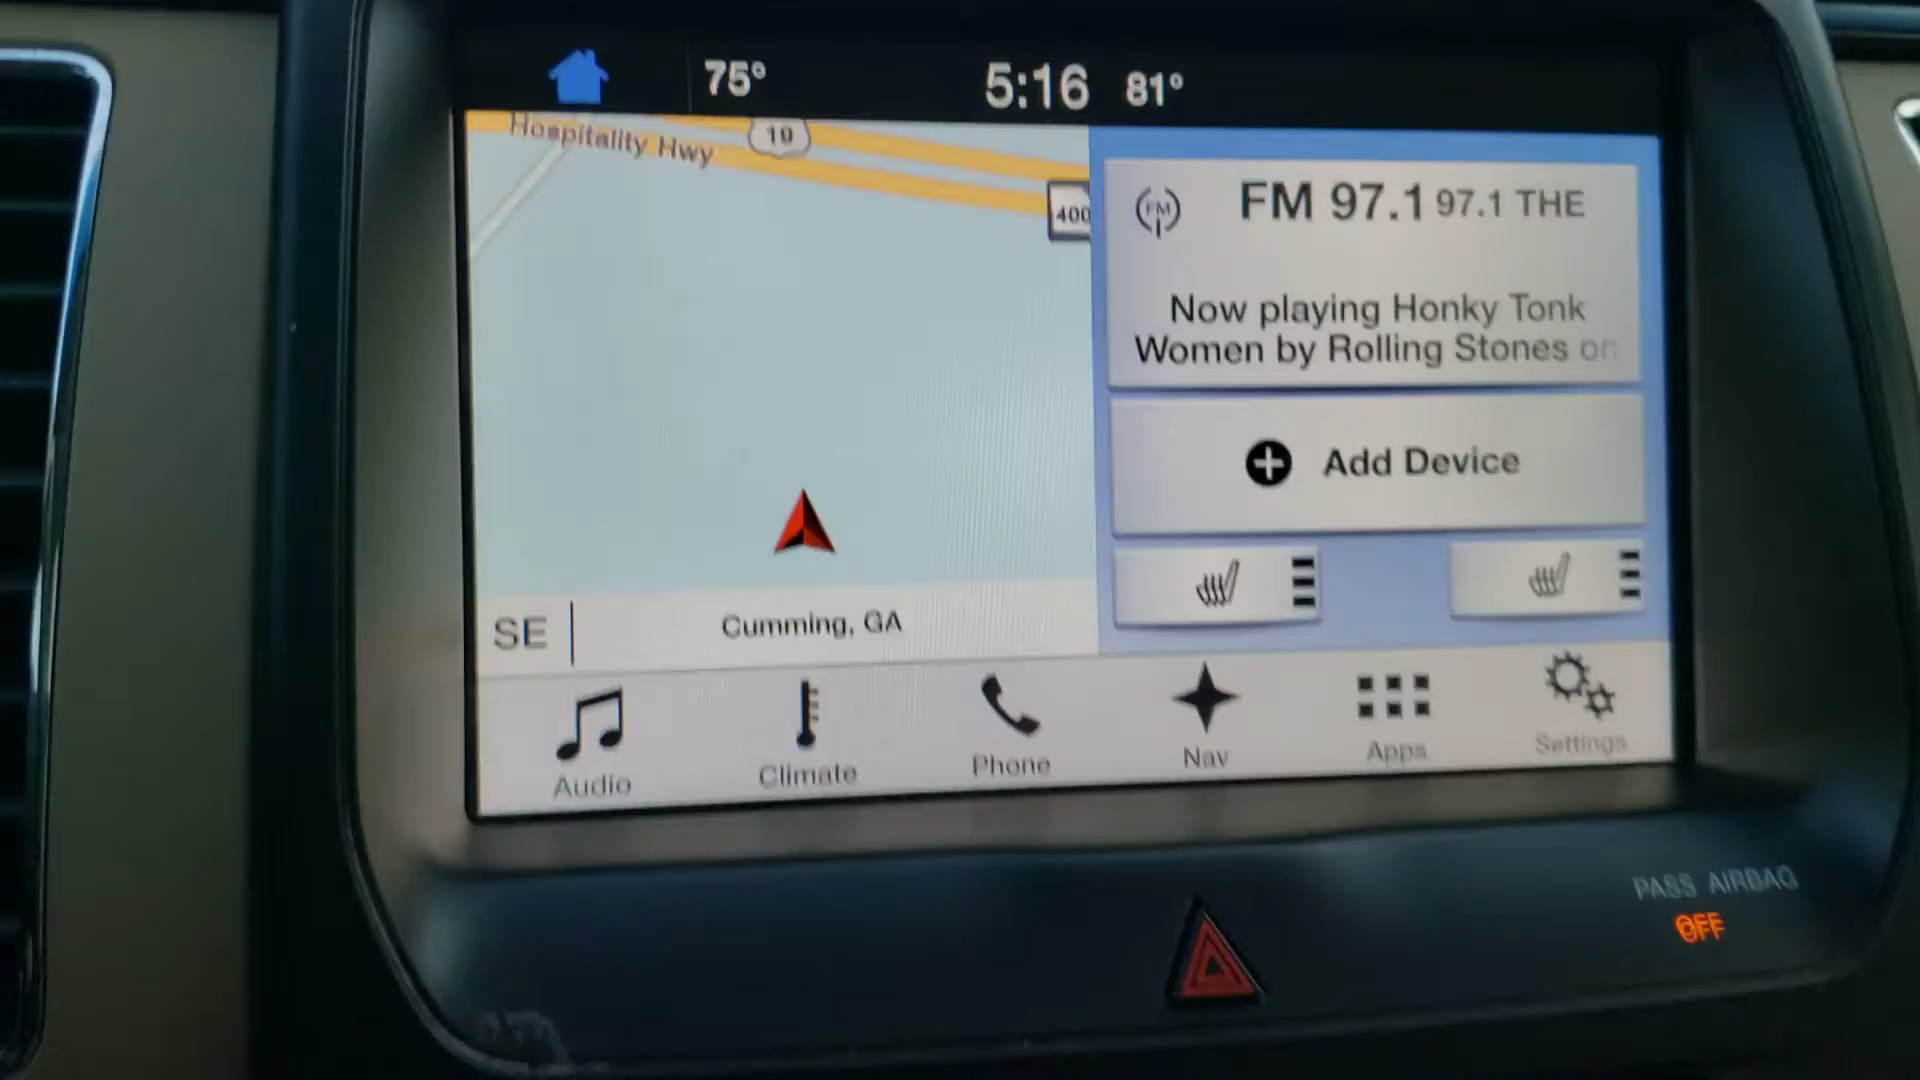 75° 5:16 81°
Hospitality Hwy
19
400
FM
FM 97.1 97.1 THE
Now playing Honky Tonk
Women by Rolling Stones on
Add Device
SE
Cumming, GA
Audio
Climate
Phone
Nav
Apps
Settings
PASS AIRBAG
OFF